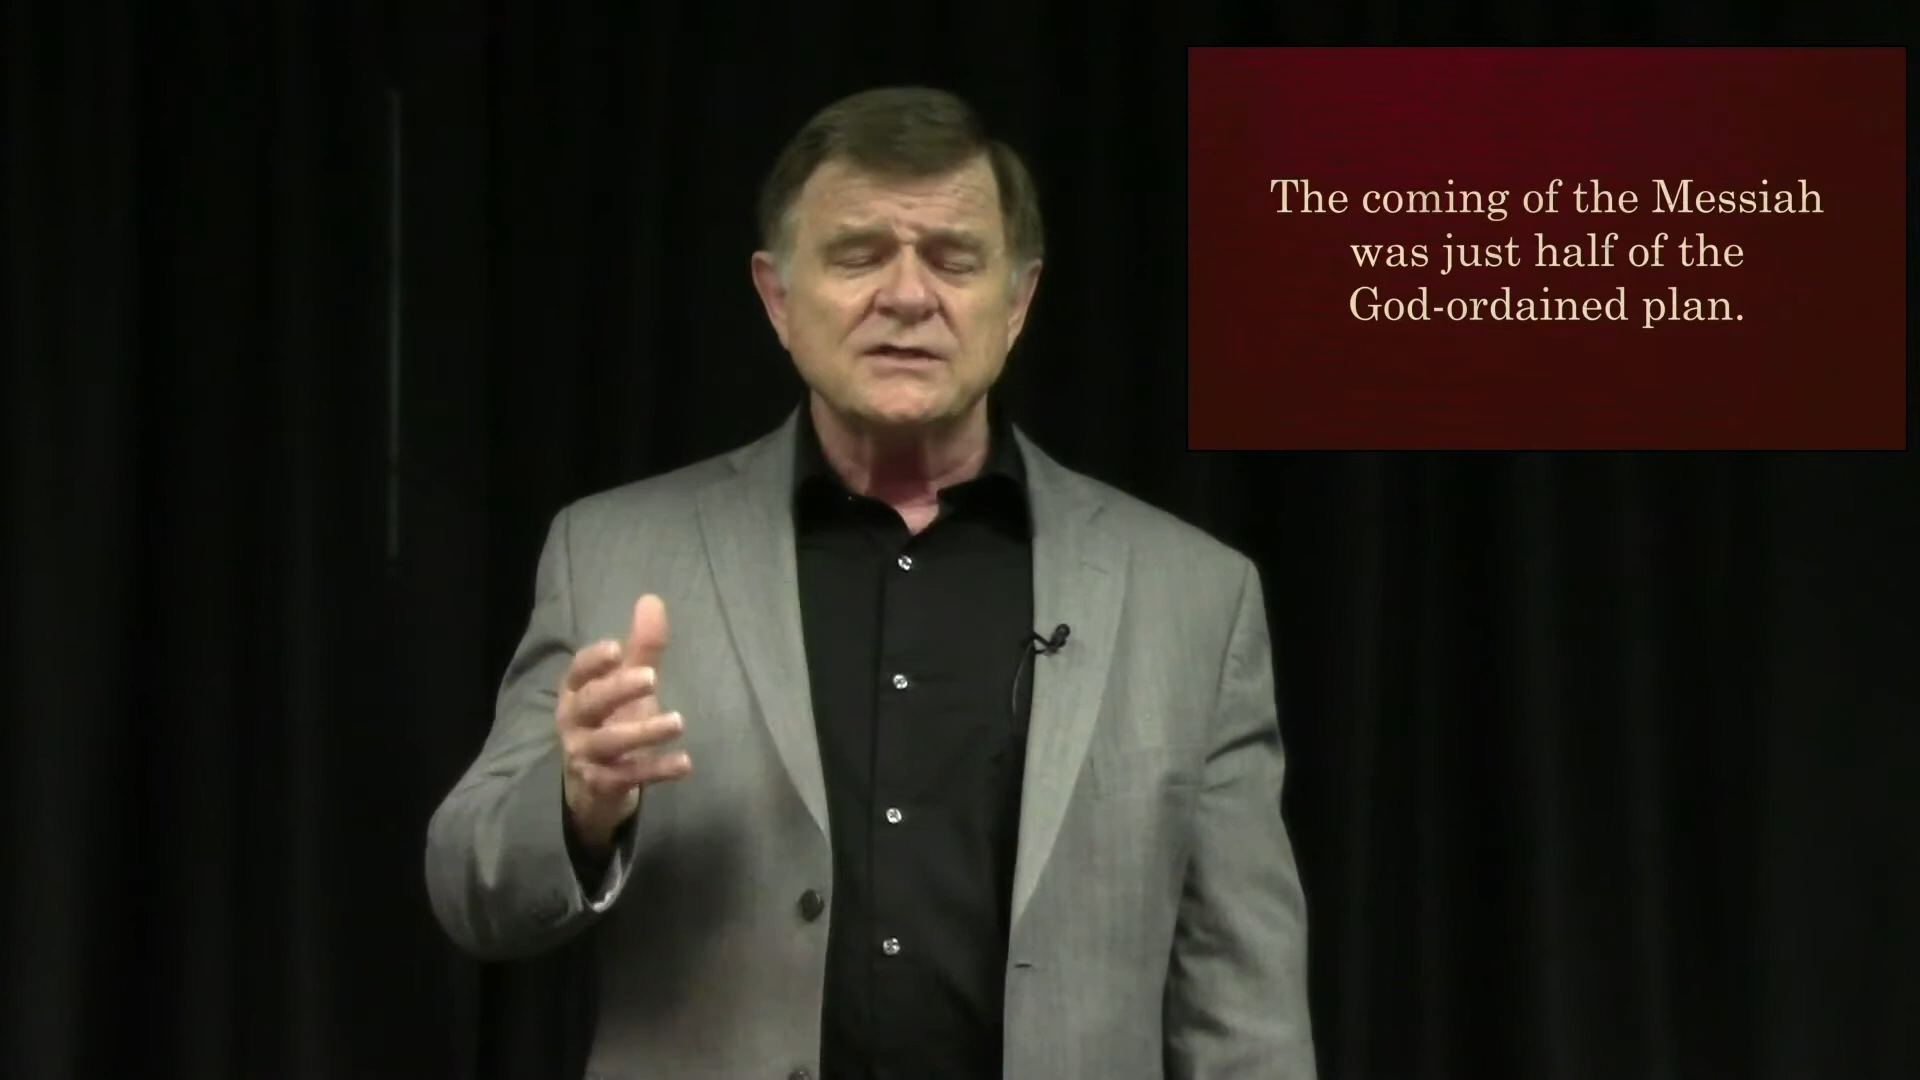 The coming of the Messiah
was just half of the
God-ordained plan.